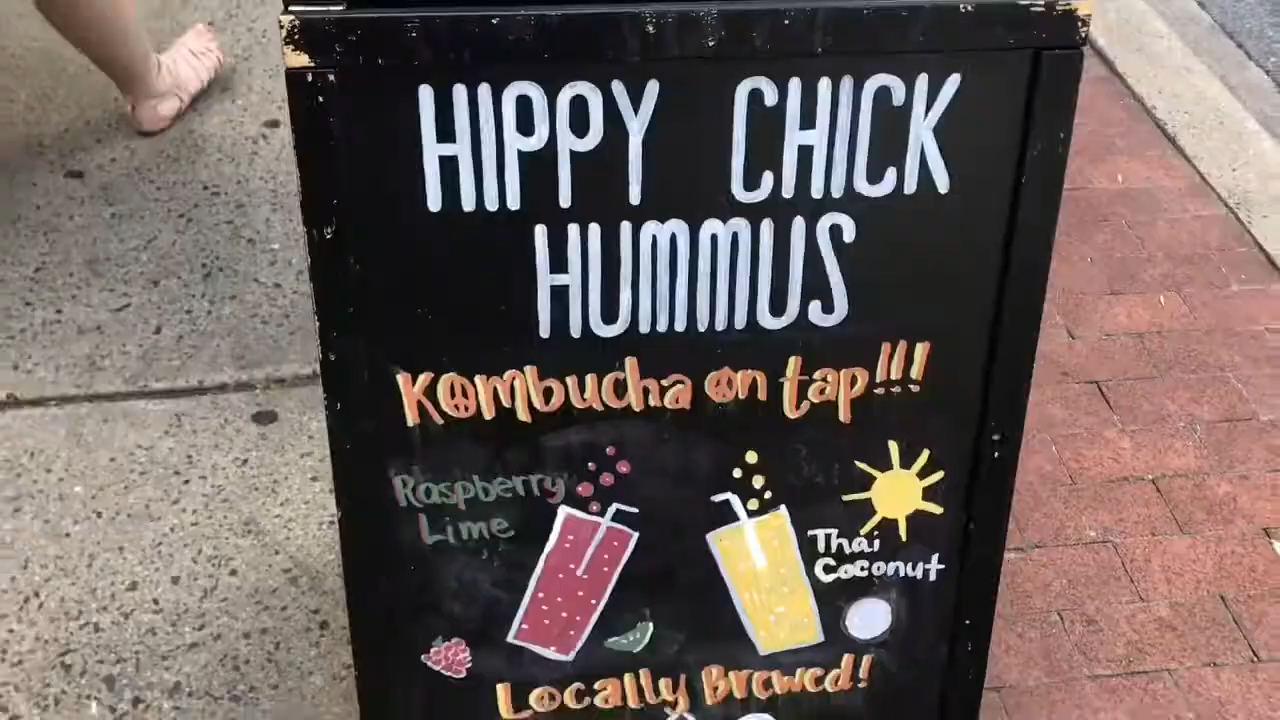 HIPPY CHICK
HUMMUS
Kombucha on tap!!!
Raspberry
Lime
Thai
Coconut
Locally Brewed!